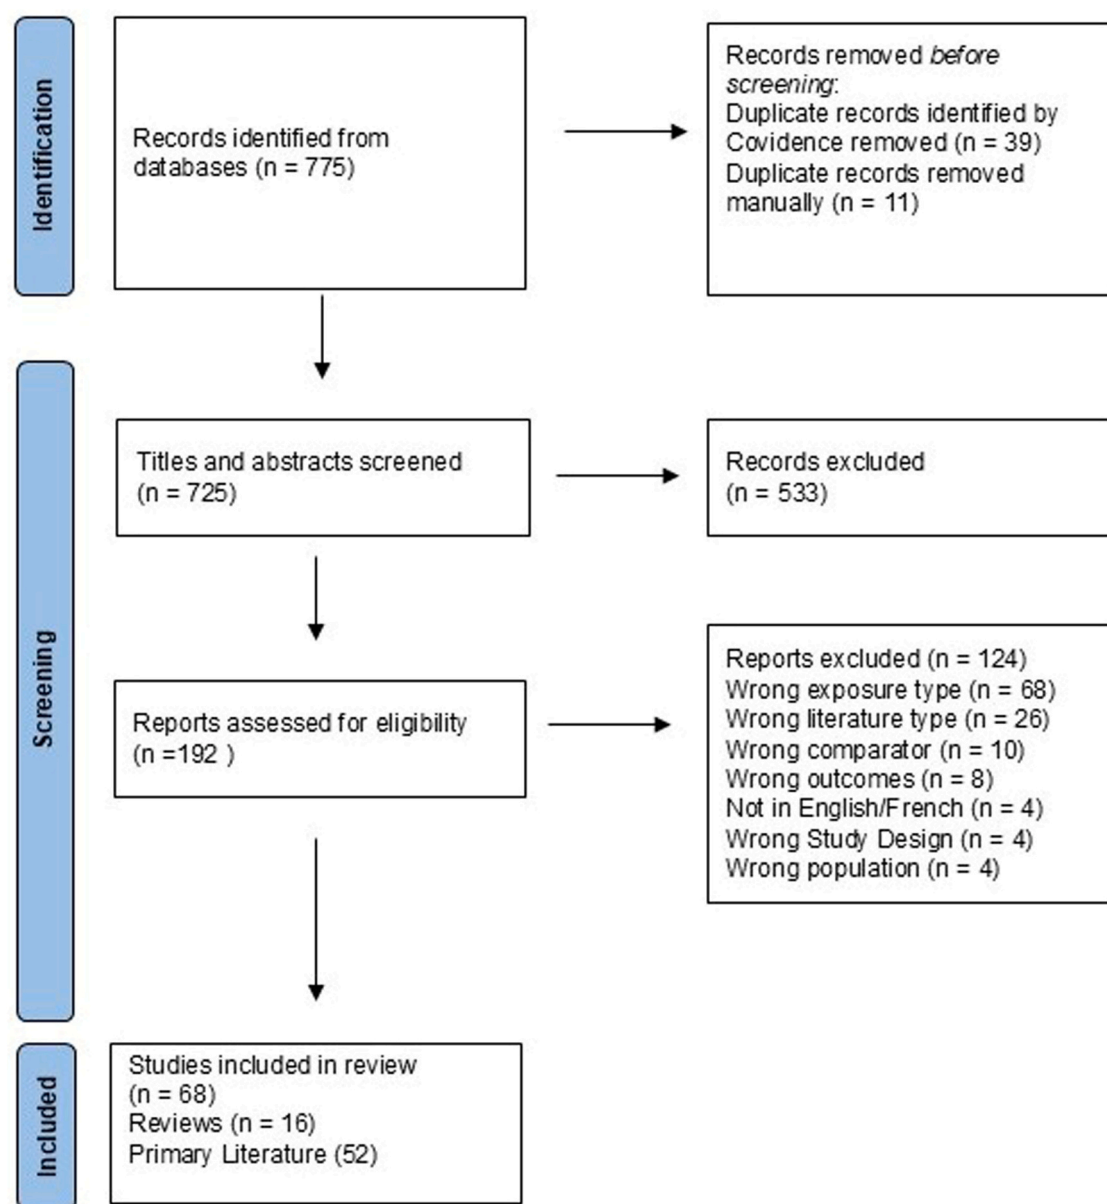 Identification
Records identified from
databases (n = 775)
Records removed before
screening:
Duplicate records identified by
Covidence removed (n = 39)
Duplicate records removed
manually (n = 11)
Screening
Titles and abstracts screened
(n = 725)
Records excluded
(n = 533)
Reports assessed for eligibility
(n =192 )
Reports excluded (n = 124)
Wrong exposure type (n = 68)
Wrong literature type (n = 26)
Wrong comparator (n = 10)
Wrong outcomes (n = 8)
Not in English/French (n = 4)
Wrong Study Design (n = 4)
Wrong population (n = 4)
Included
Studies included in review
(n = 68)
Reviews (n = 16)
Primary Literature (52)